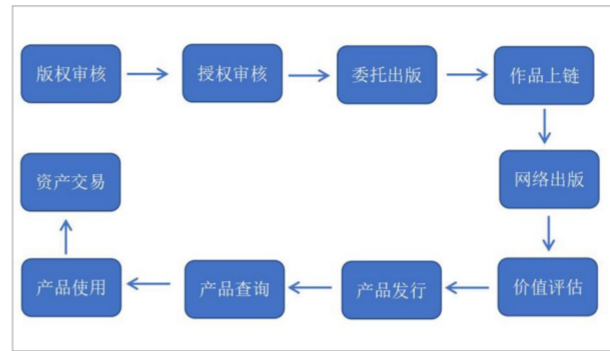 版权审核
授权审核
委托出版
作品上链
网络出版
价值评估
产品发行
产品查询
产品使用
资产交易